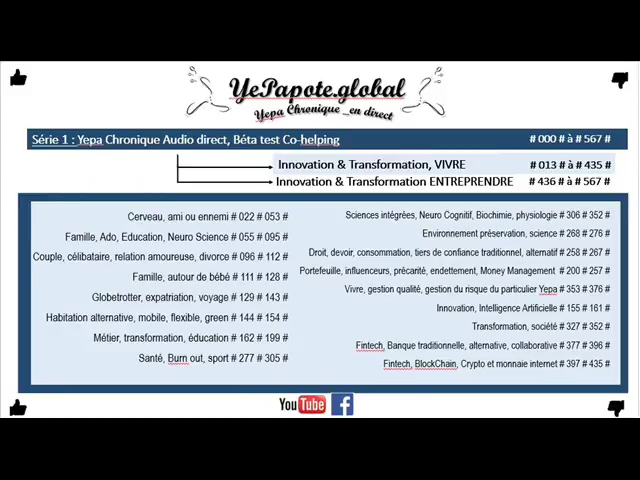 YePapote.global
Yepa Chronique _en direct
Série 1 : Yepa Chronique Audio direct, Béta test Co-helping # 000 # à # 567 #
Innovation & Transformation, VIVRE # 013 # à # 435 #
Innovation & Transformation ENTREPRENDRE # 436 # à # 567 #
Cerveau, ami ou ennemi # 022 # 053 #
Famille, Ado, Education, Neuro Science # 055 # 095 #
Couple, célibataire, relation amoureuse, divorce # 096 # 112 #
Famille, autour de bébé # 111 # 128 #
Globetrotter, expatriation, voyage # 129 # 143 #
Habitation alternative, mobile, flexible, green # 144 # 154 #
Métier, transformation, éducation # 162 # 199 #
Santé, Burn out, sport # 277 # 305 #
Sciences intégrées, Neuro Cognitif, Biochimie, physiologie # 306 # 352 #
Environnement préservation, science # 268 # 276 #
Droit, devoir, consommation, tiers de confiance traditionnel, alternatif # 258 # 267 #
Portefeuille, influenceurs, précarité, endettement, Money Management # 200 # 257 #
Vivre, gestion qualité, gestion du risque du particulier Yepa # 353 # 376 #
Innovation, Intelligence Artificielle # 155 # 161 #
Transformation, société # 327 # 352 #
Fintech, Banque traditionnelle, alternative, collaborative # 377 # 396 #
Fintech, BlockChain, Crypto et monnaie internet # 397 # 435 #
YouTube f